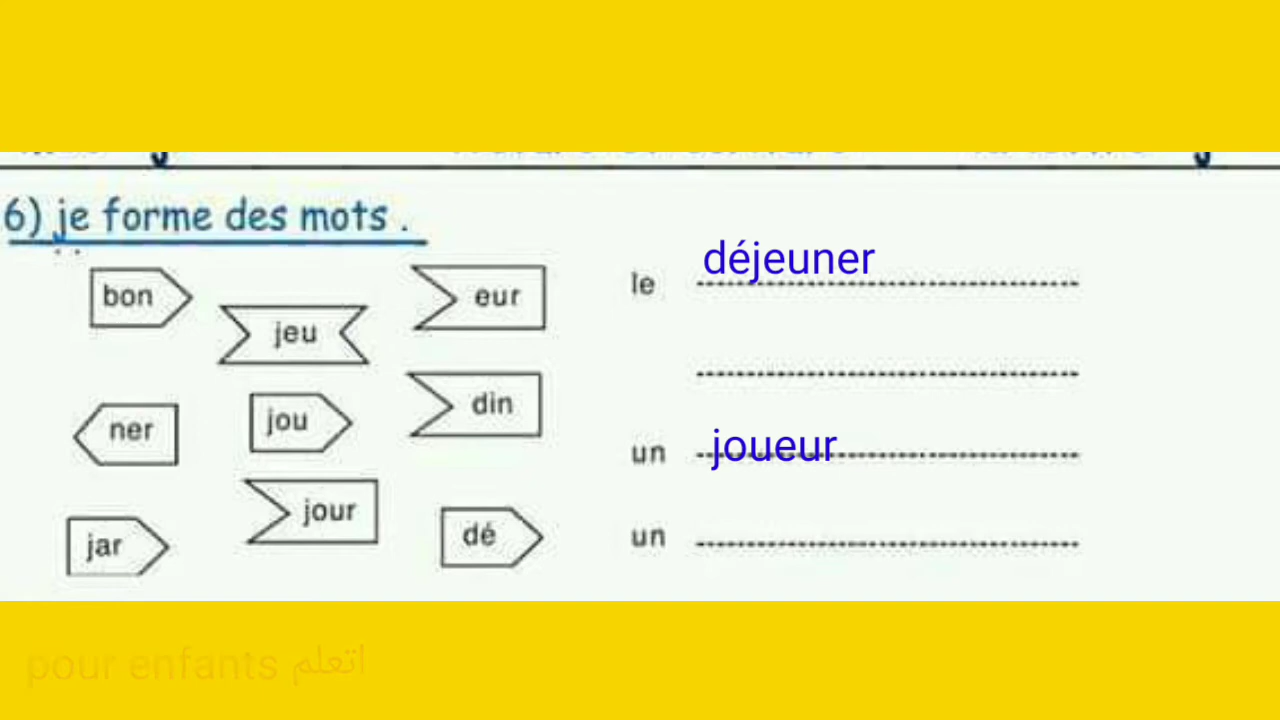 6) je forme des mots .
bon
eur
jeu
ner
jou
din
jar
jour
dé
le déjeuner
un joueur
un
pour enfants اتعلم